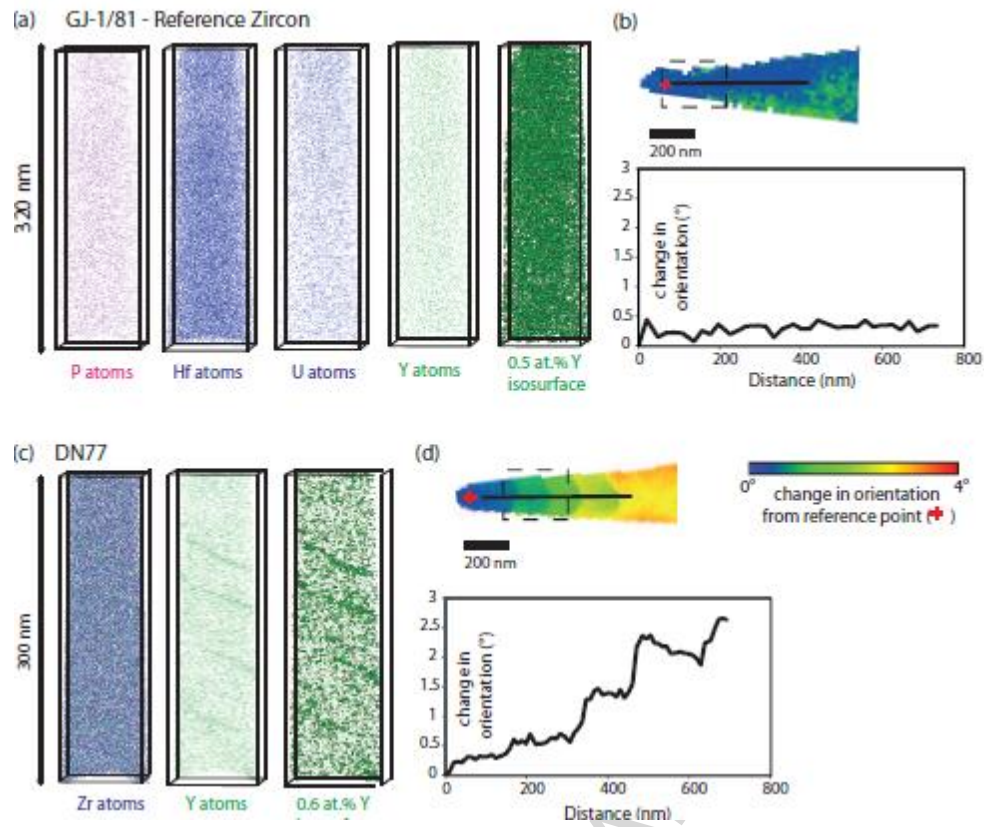 (a) GJ-1/81 - Reference Zircon
320 nm
P atoms
Hf atoms
U atoms
Y atoms
0.5 at.% Y
isosurface
(b)
200 nm
3
2.5
2
1.5
1
0.5
0
change in
orientation (°)
0 200 400 600 800
Distance (nm)
(c) DN77
300 nm
Zr atoms
Y atoms
0.6 at.% Y
(d)
200 nm
0° 4°
change in orientation
from reference point (+)
3
2.5
2
1.5
1
0.5
0
change in
orientation (°)
0 200 400 600 800
Distance (nm)